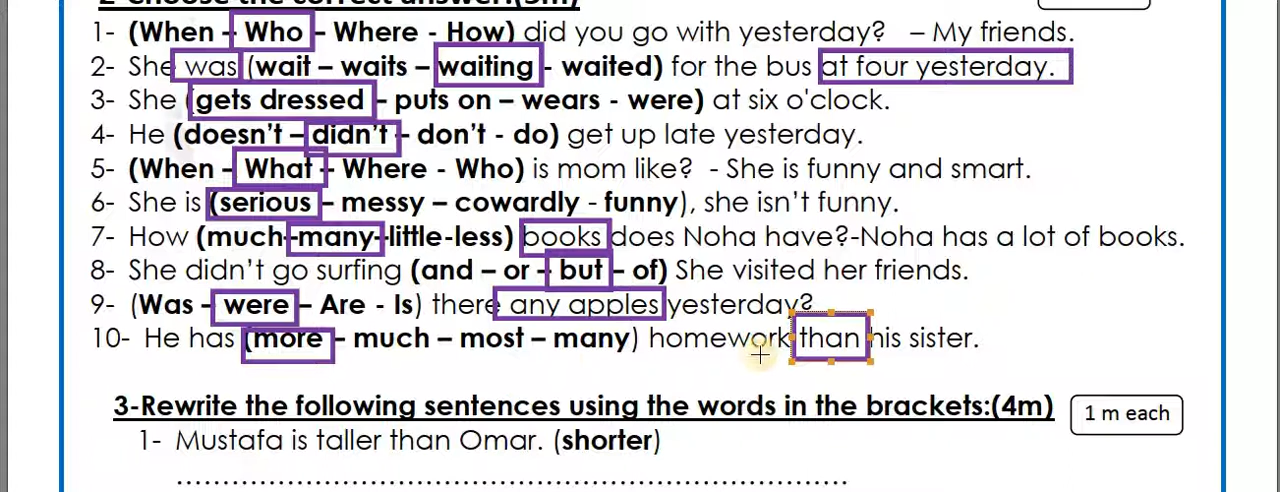 2-Choose the correct answer:(5m)
1- (When – Who – Where - How) did you go with yesterday? – My friends.
2- She was (wait – waits – waiting - waited) for the bus at four yesterday.
3- She (gets dressed – puts on – wears - were) at six o'clock.
4- He (doesn't – didn't – don't - do) get up late yesterday.
5- (When - What – Where - Who) is mom like? - She is funny and smart.
6- She is (serious – messy – cowardly - funny), she isn't funny.
7- How (much-many-little-less) books does Noha have?-Noha has a lot of books.
8- She didn't go surfing (and – or – but – of) She visited her friends.
9- (Was – were – Are - Is) there any apples yesterday?
10- He has (more – much – most – many) homework than his sister.
3-Rewrite the following sentences using the words in the brackets:(4m)
1 m each
1- Mustafa is taller than Omar. (shorter)
........................................................................